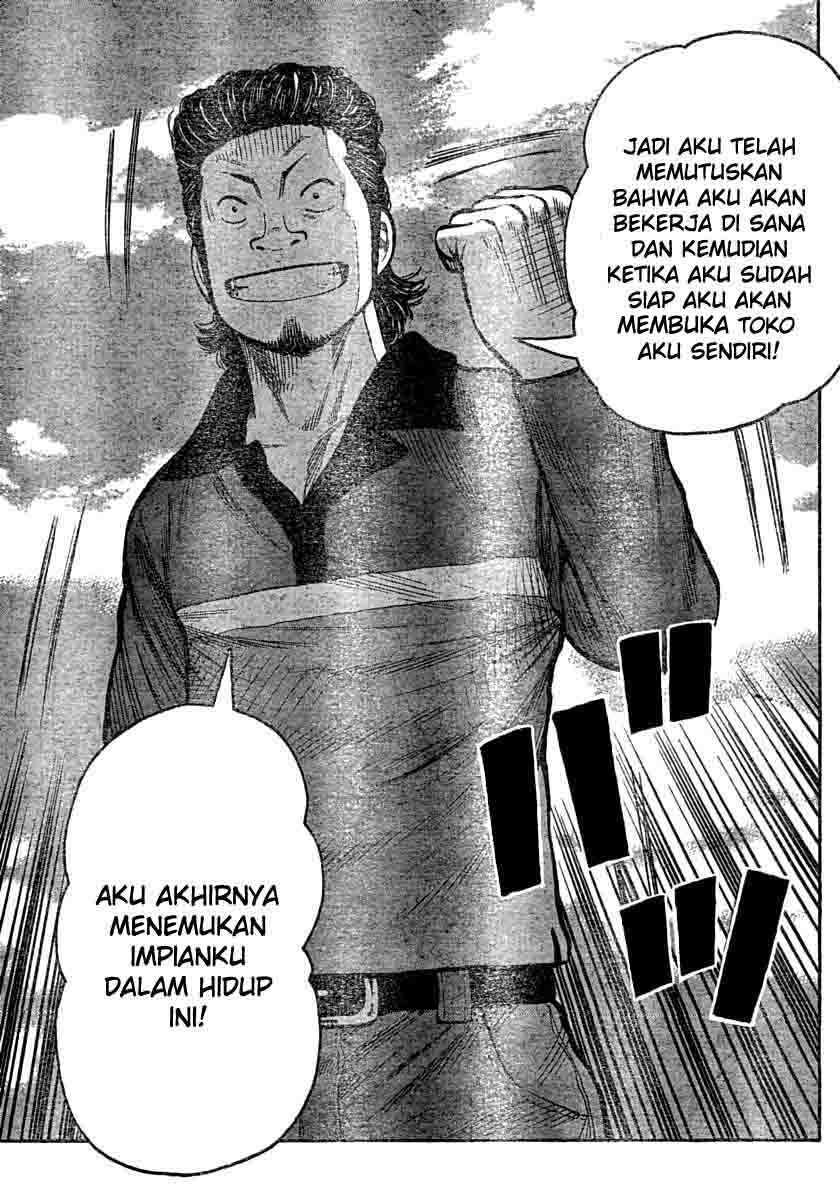 JADI AKU TELAH
MEMUTUSKAN
BAHWA AKU AKAN
BEKERJA DI SANA
DAN KEMUDIAN
KETIKA AKU SUDAH
SIAP AKU AKAN
MEMBUKA TOKO
AKU SENDIRI!
AKU AKHIRNYA
MENEMUKAN
IMPIANKU
DALAM HIDUP
INI!